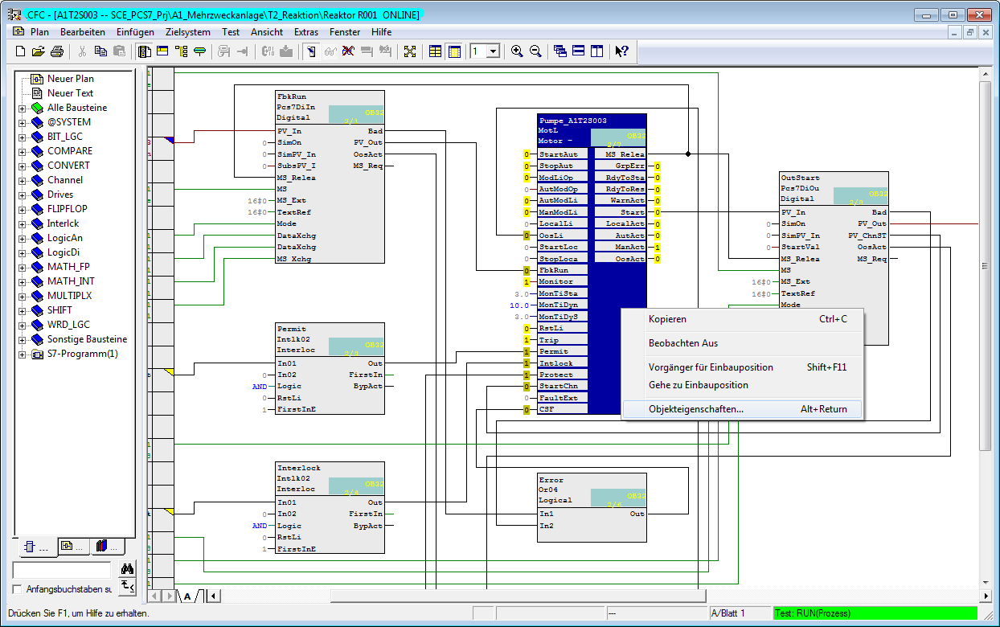 CFC - [A1T2S003 -- SCE_PCS7_Prj\A1_Mehrzweckanlage\T2_Reaktion\Reaktor R001 ONLINE]
Plan Bearbeiten Einfügen Zielsystem Test Ansicht Extras Fenster Hilfe
1
Neuer Plan
Neuer Text
Alle Bausteine
@SYSTEM
BIT_LGC
COMPARE
CONVERT
Channel
Drives
FLIPFLOP
Interlck
LogicAn
LogicDi
MATH_FP
MATH_INT
MULTIPLX
SHIFT
WRD_LGC
Sonstige Bausteine
S7-Programm(1)
... ... ...
Anfangsbuchstaben su
FbkRun
Pcs7DiIn
Digital OB32
2/1
PV_In Bad
0 SimOn PV_Out
0 SimPV_In OosAct
0 SubsPV_I MS_Req
MS_Relea
MS
16#0 MS_Ext
16#0 TextRef
Mode
DataXchg
DataXchg
MS_Xchg
Permit
Intlk02
Interloc OB32
In01 Out
0 In02 FirstIn
AND Logic BypAct
0 RstLi
1 FirstInE
Interlock
Intlk02
Interloc OB32
2/4
In01 Out
0 In02 FirstIn
AND Logic BypAct
0 RstLi
1 FirstInE
Pumpe_A1T2S003
MotL
Motor - OB32
2/7
0 StartAut MS_Relea
0 StopAut GrpErr 0
0 ModLiOp RdyToSta 0
0 AutModOp RdyToRes 0
0 AutModLi WarnAct 0
0 ManModLi Start 0
0 LocalLi LocalAct 0
0 OosLi AutAct 0
0 StartLoc ManAct 1
0 StopLoca OosAct 0
0 FbkRun
1 Monitor
3.0 MonTiSta
10.0 MonTiDyn
3.0 MonTiDyS
0 RstLi
1 Trip
1 Permit
1 Intlock
1 Protect
0 StartChn
0 FaultExt
0 CSF
Error
Or04
Logical OB32
2/6
In1 Out
In2
OutStart
Pcs7DiOu
Digital OB32
PV_In Bad
0 SimOn PV_Out
0 SimPV_In PV_ChnST
0 StartVal OosAct
MS_Relea MS_Req
MS
16#0 MS_Ext
16#0 TextRef
Mode
Kopieren Ctrl+C
Beobachten Aus
Vorgänger für Einbauposition Shift+F11
Gehe zu Einbauposition
Objekteigenschaften... Alt+Return
A
Drücken Sie F1, um Hilfe zu erhalten. --- A/Blatt 1 Test: RUN(Prozess)